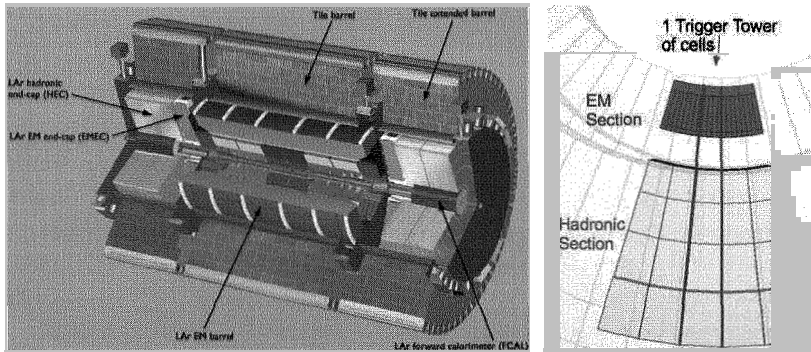 Tile barrel
Tile extended barrel
LAr hadronic
end-cap (HEC)
LAr EM end-cap (EMEC)
LAr EM barrel
LAr forward calorimeter (FCAL)
1 Trigger Tower
of cells
EM
Section
Hadronic
Section